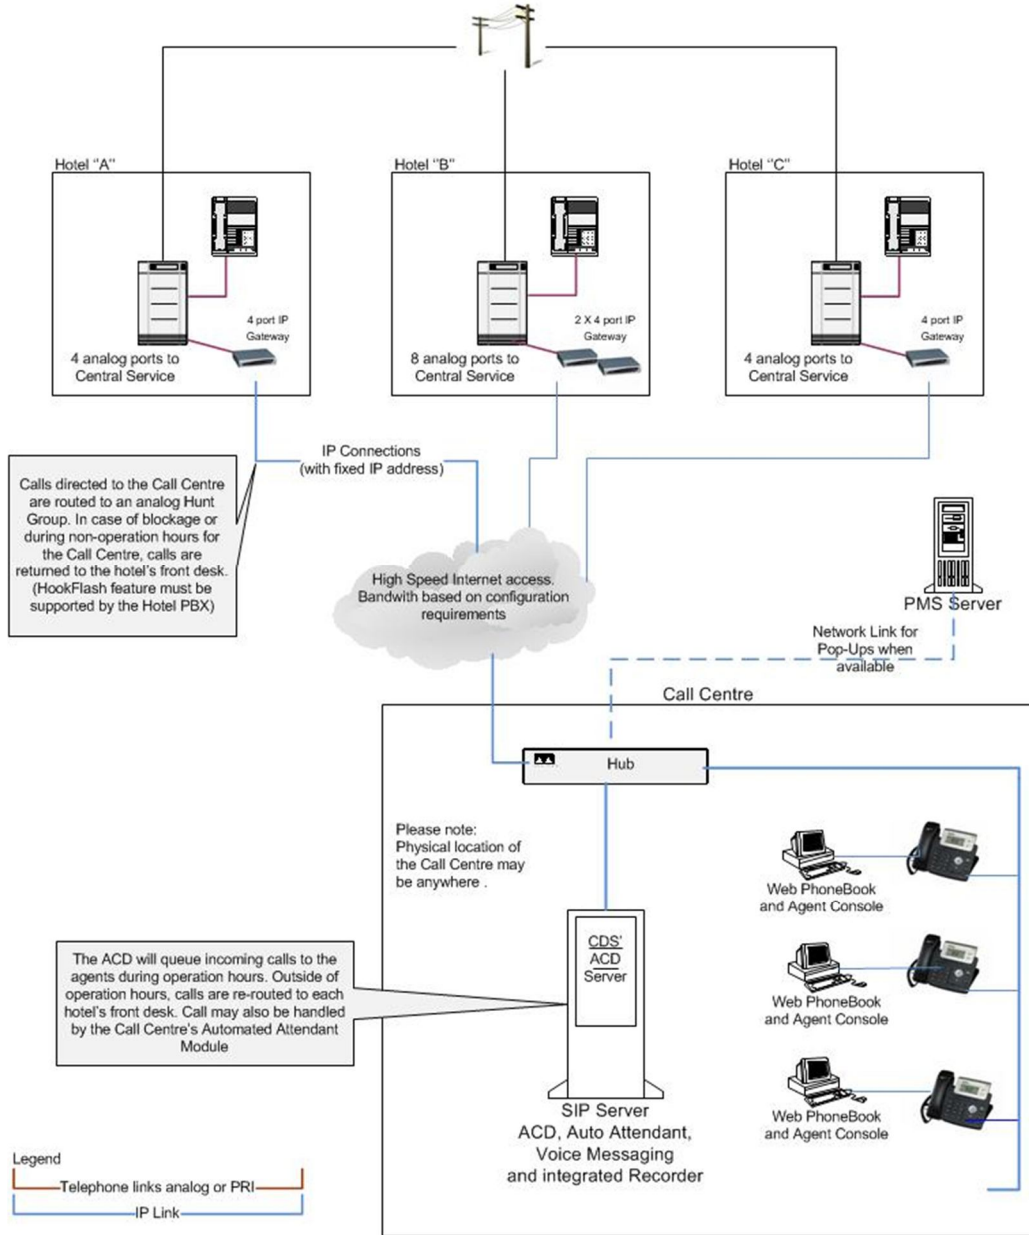 Hotel "A"
Hotel "B"
Hotel "C"
4 port IP
Gateway
4 analog ports to
Central Service
2 X 4 port IP
Gateway
8 analog ports to
Central Service
4 port IP
Gateway
4 analog ports to
Central Service
IP Connections
(with fixed IP address)
Calls directed to the Call Centre
are routed to an analog Hunt
Group. In case of blockage or
during non-operation hours for
the Call Centre, calls are
returned to the hotel's front desk.
(HookFlash feature must be
supported by the Hotel PBX)
High Speed Internet access.
Bandwith based on configuration
requirements
PMS Server
Network Link for
Pop-Ups when
available
Call Centre
Hub
Please note:
Physical location of
the Call Centre may
be anywhere .
Web PhoneBook
and Agent Console
CDS'
ACD
Server
The ACD will queue incoming calls to the
agents during operation hours. Outside of
operation hours, calls are re-routed to each
hotel's front desk. Call may also be handled
by the Call Centre's Automated Attendant
Module
Web PhoneBook
and Agent Console
Web PhoneBook
and Agent Console
SIP Server
ACD, Auto Attendant,
Voice Messaging
and integrated Recorder
Legend
Telephone links analog or PRI
IP Link